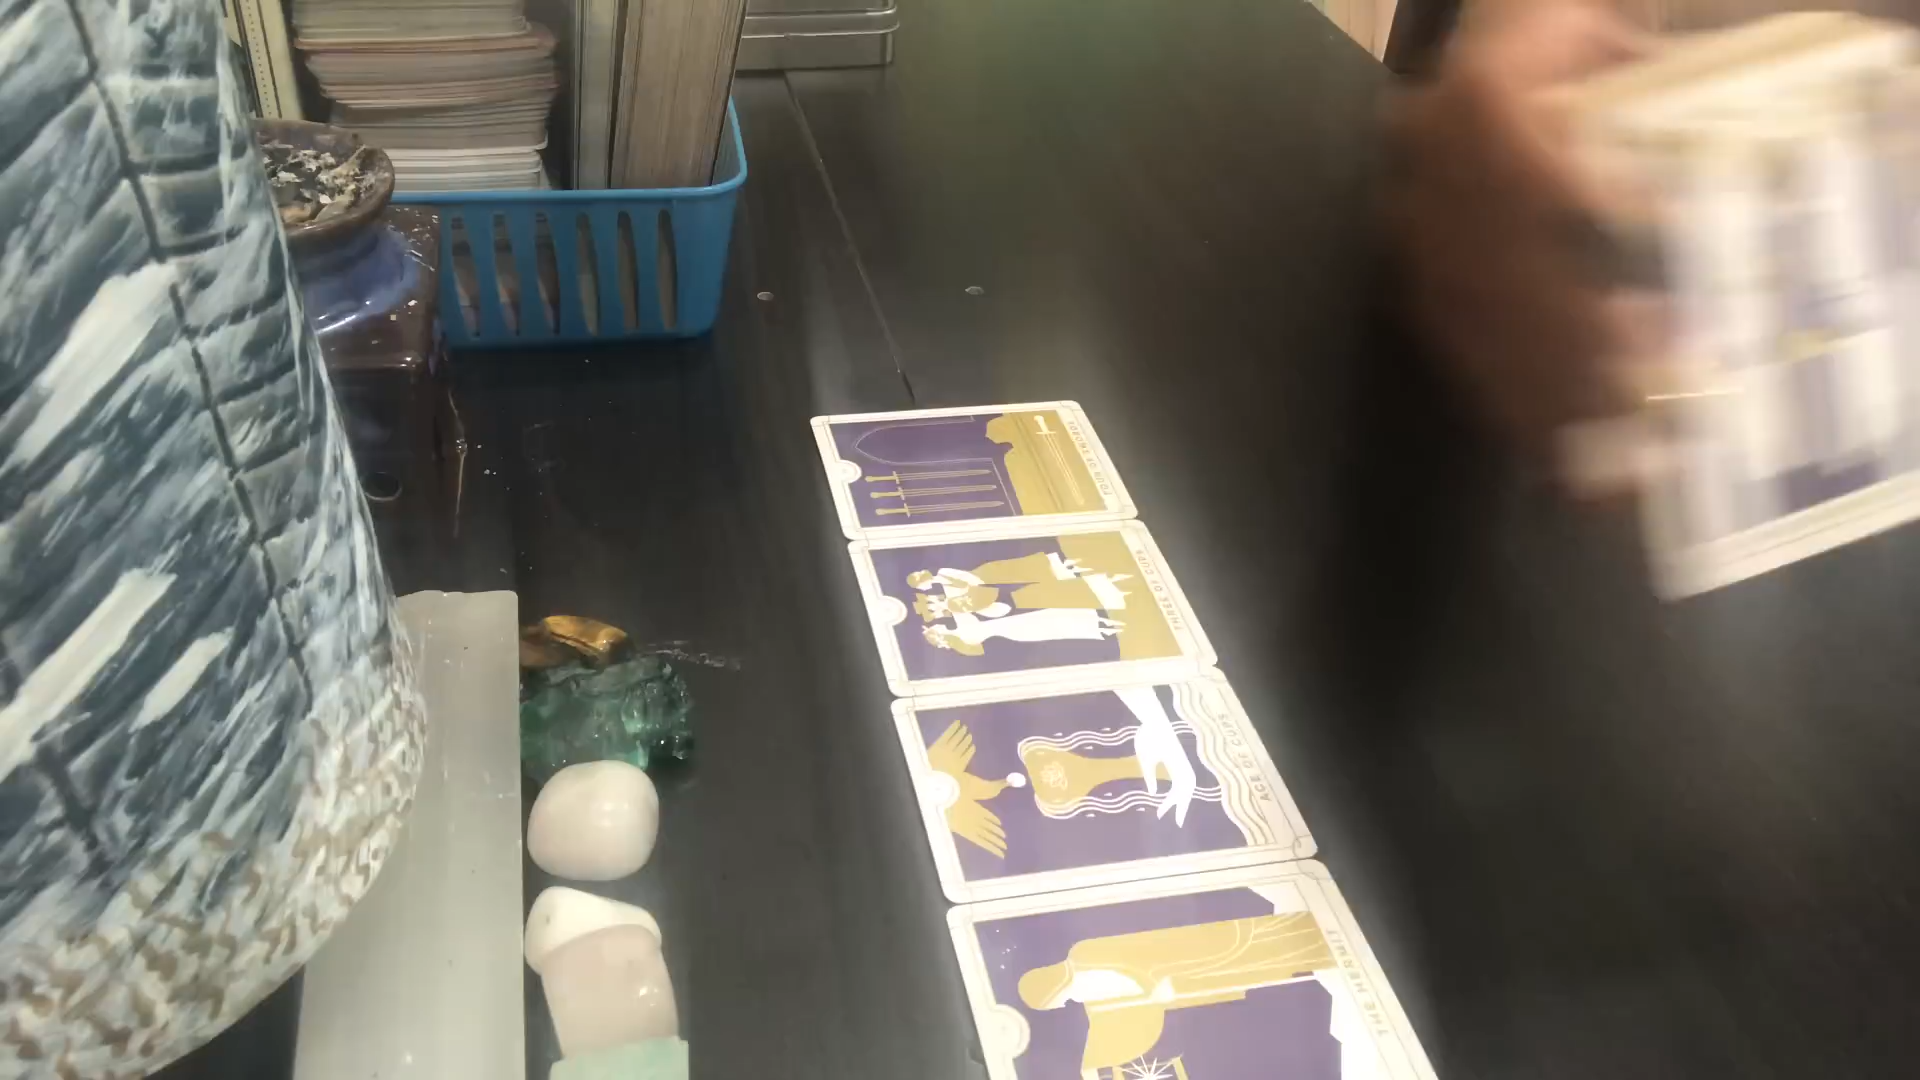 FOUR OF SWORDS
THREE OF CUPS
ACE OF CUPS
THE HERMIT